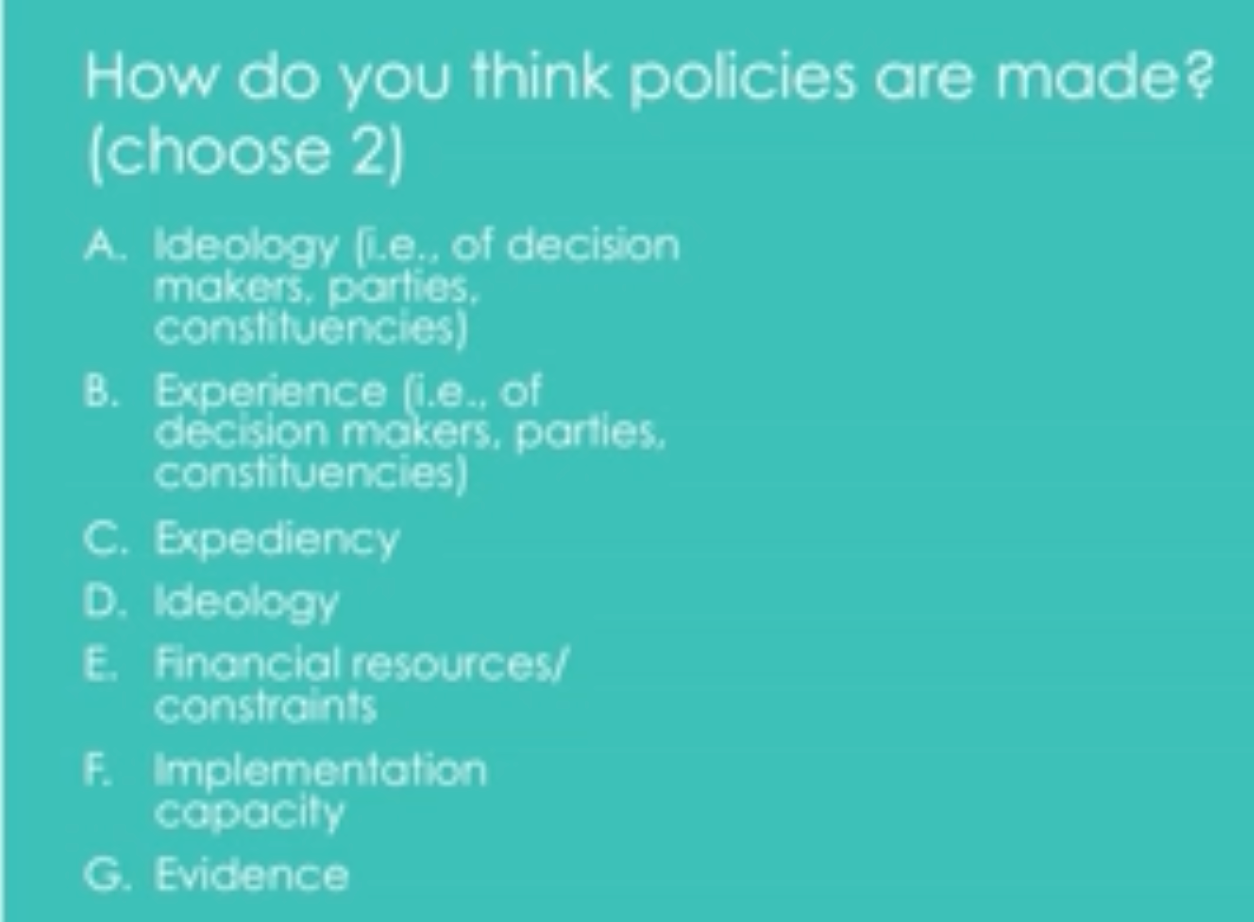 How do you think policies are made?
(choose 2)
A. Ideology (i.e., of decision
makers, parties,
constituencies)
B. Experience (i.e., of
decision makers, parties,
constituencies)
C. Expediency
D. Ideology
E. Financial resources/
constraints
F. Implementation
capacity
G. Evidence